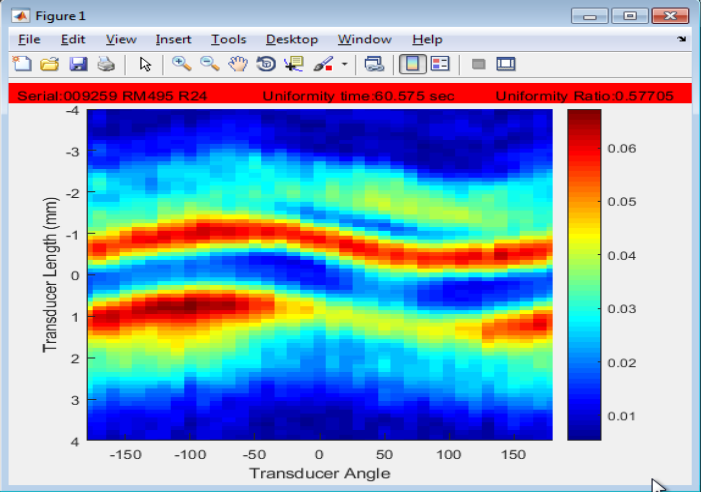 Figure 1
File Edit View Insert Tools Desktop Window Help
Serial:009259 RM495 R24 Uniformity time:60.575 sec Uniformity Ratio:0.57705
-4
-3
-2
-1
0
1
2
3
4
Transducer Length (mm)
-150 -100 -50 0 50 100 150
Transducer Angle
0.06
0.05
0.04
0.03
0.02
0.01